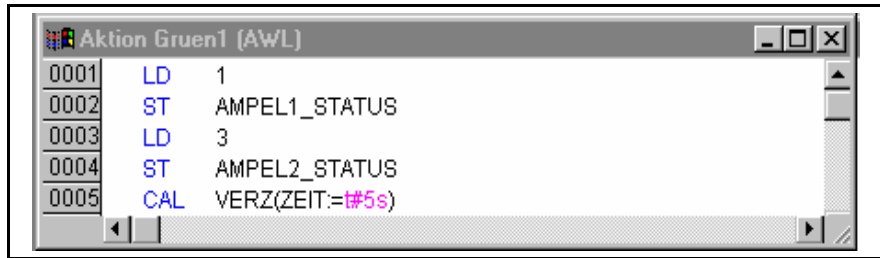 Aktion Gruen1 (AWL)
0001 LD 1
0002 ST AMPEL1_STATUS
0003 LD 3
0004 ST AMPEL2_STATUS
0005 CAL VERZ(ZEIT:=t#5s)